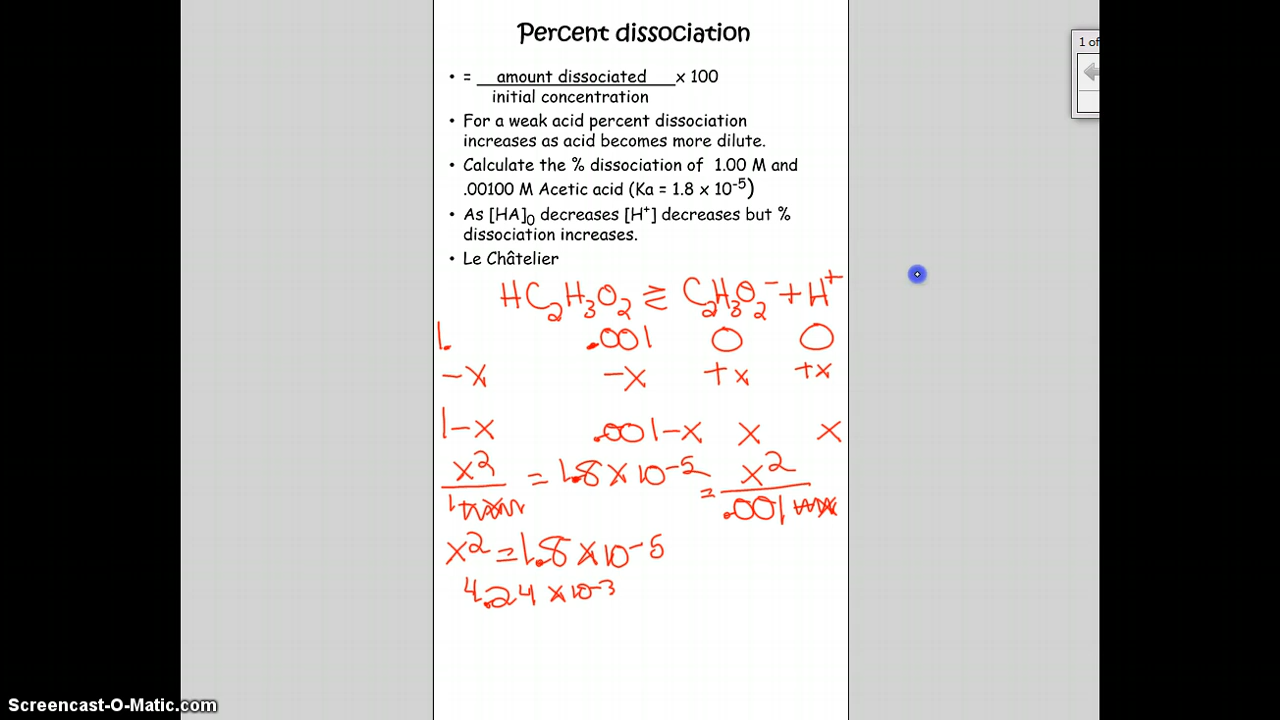 Percent dissociation
1 of
• = amount dissociated x 100
initial concentration
• For a weak acid percent dissociation
increases as acid becomes more dilute.
• Calculate the % dissociation of 1.00 M and
.00100 M Acetic acid (Ka = 1.8 x 10⁻⁵)
• As [HA]₀ decreases [H⁺] decreases but %
dissociation increases.
• Le Châtelier
HC₂H₃O₂ ⇄ C₂H₃O₂⁻ + H⁺
1. .001 0 0
-x -x +x +x
1-x .001-x x x
x² = 1.8 x 10⁻⁵ = x²
1 .001
x² = 1.8 x 10⁻⁵
4.24 x 10⁻³
Screencast-O-Matic.com